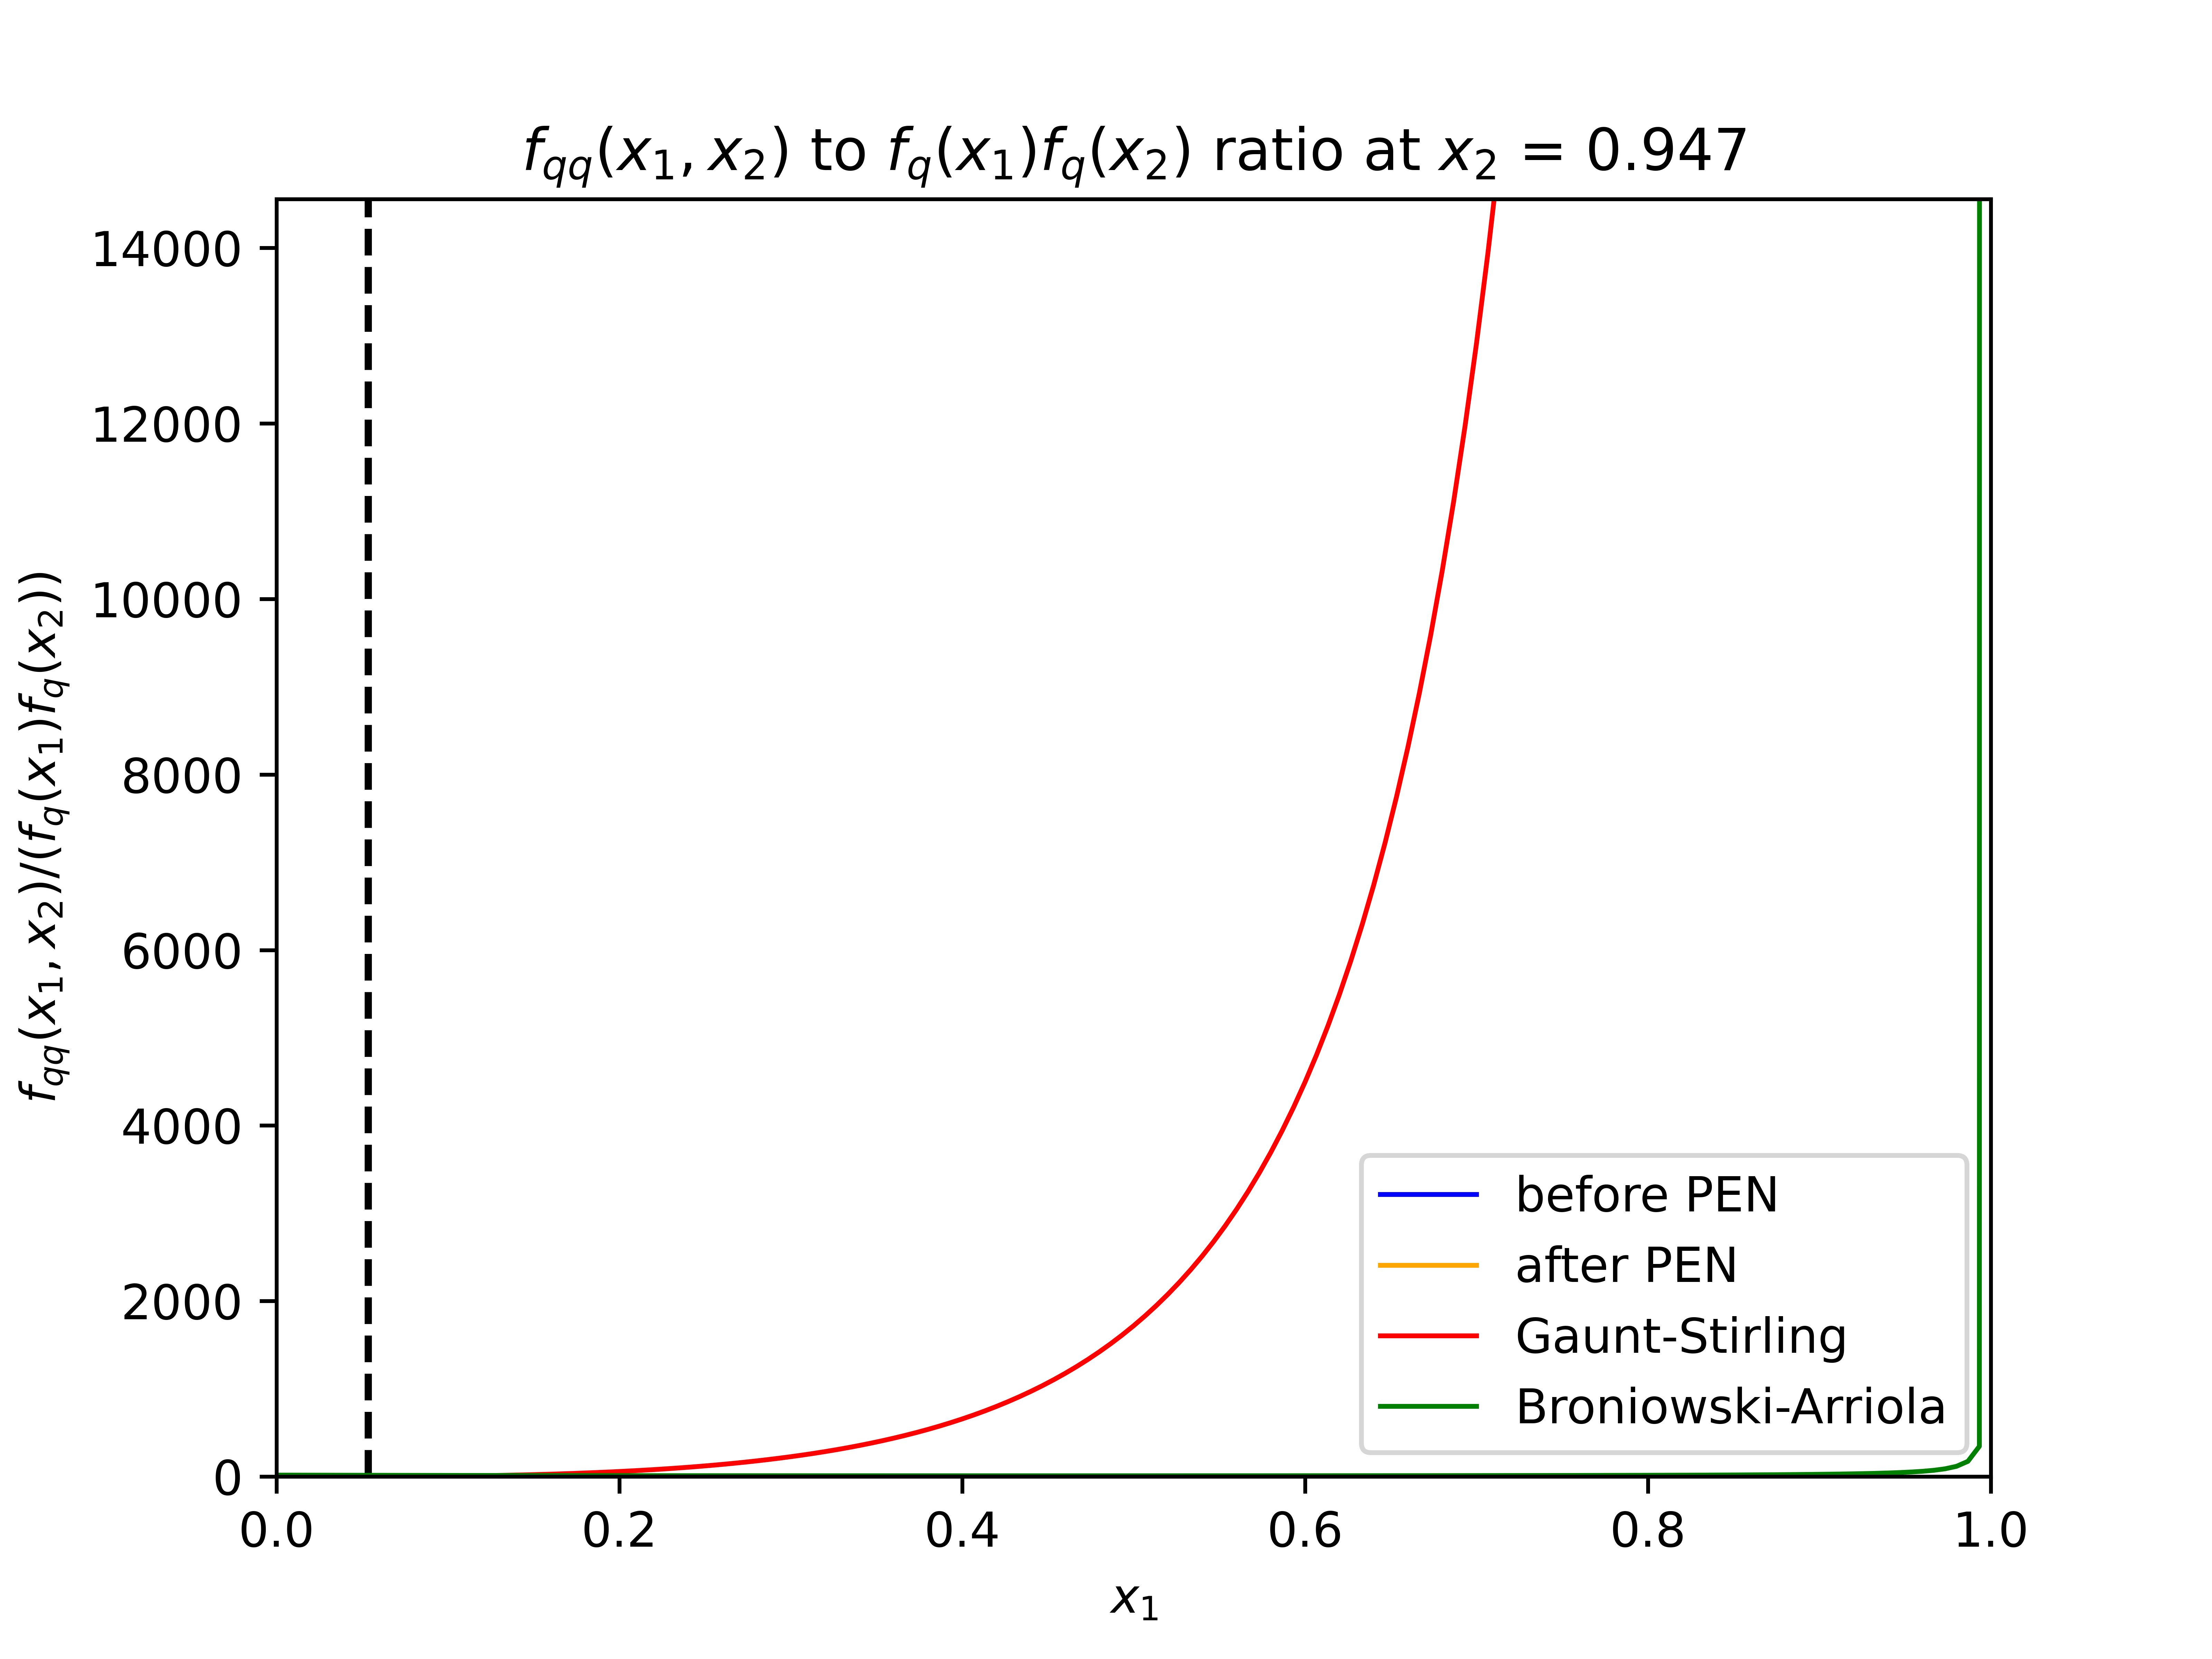 f_qq(x_1, x_2) to f_q(x_1)f_q(x_2) ratio at x_2 = 0.947
f_qq(x_1, x_2)/(f_q(x_1)f_q(x_2))
14000
12000
10000
8000
6000
4000
2000
0
before PEN
after PEN
Gaunt-Stirling
Broniowski-Arriola
0.0 0.2 0.4 0.6 0.8 1.0
x_1